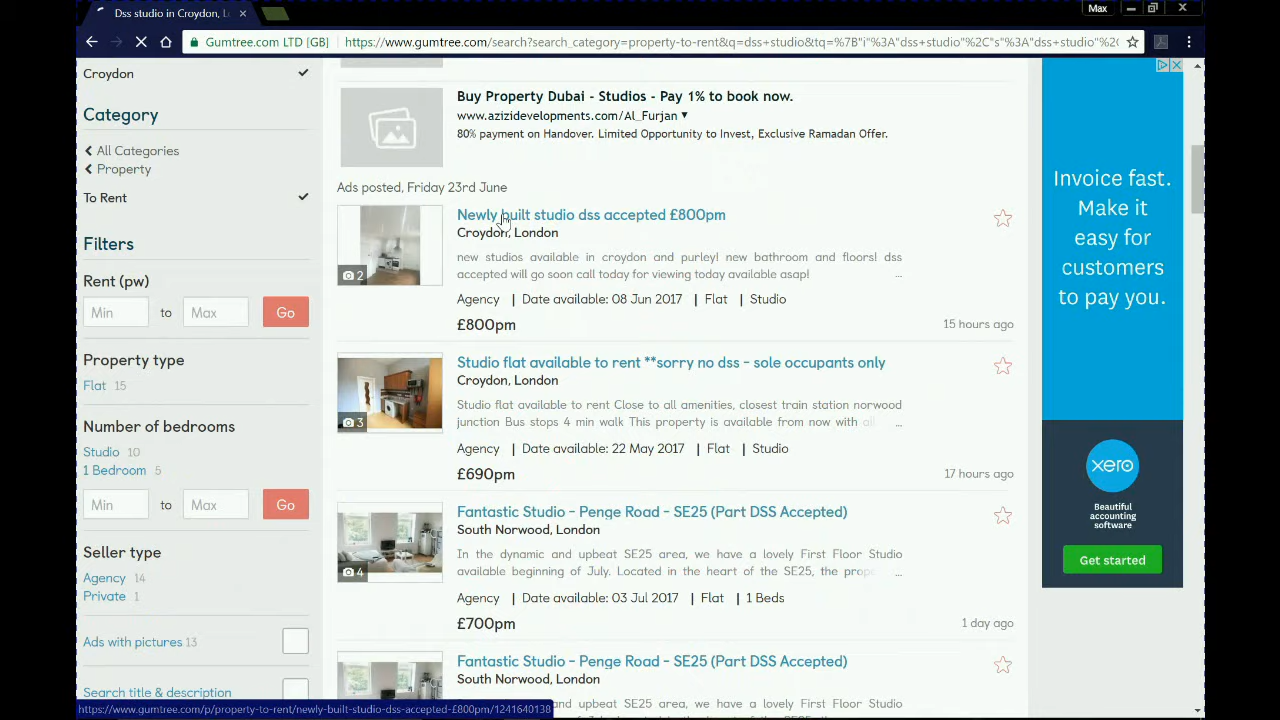 Dss studio in Croydon, L
Max
Gumtree.com LTD [GB]
https://www.gumtree.com/search?search_category=property-to-rent&q=dss+studio&tq=%7B"i"%3A"dss+studio"%2C"s"%3A"dss+studio"%2C
Croydon
Category
All Categories
Property
To Rent
Filters
Rent (pw)
Min to Max Go
Property type
Flat 15
Number of bedrooms
Studio 10
1 Bedroom 5
Min to Max Go
Seller type
Agency 14
Private 1
Ads with pictures 13
Search title & description
Buy Property Dubai - Studios - Pay 1% to book now.
www.azizidevelopments.com/Al_Furjan
80% payment on Handover. Limited Opportunity to Invest, Exclusive Ramadan Offer.
Ads posted, Friday 23rd June
Newly built studio dss accepted £800pm
Croydon, London
new studios available in croydon and purley! new bathroom and floors! dss
accepted will go soon call today for viewing today available asap! ...
2
Agency | Date available: 08 Jun 2017 | Flat | Studio
£800pm
15 hours ago
Studio flat available to rent **sorry no dss - sole occupants only
Croydon, London
Studio flat available to rent Close to all amenities, closest train station norwood
junction Bus stops 4 min walk This property is available from now with all ...
3
Agency | Date available: 22 May 2017 | Flat | Studio
£690pm
17 hours ago
Fantastic Studio - Penge Road - SE25 (Part DSS Accepted)
South Norwood, London
In the dynamic and upbeat SE25 area, we have a lovely First Floor Studio
available beginning of July. Located in the heart of the SE25, the prope ...
4
Agency | Date available: 03 Jul 2017 | Flat | 1 Beds
£700pm
1 day ago
Fantastic Studio - Penge Road - SE25 (Part DSS Accepted)
South Norwood, London
In the dynamic and upbeat SE25 area, we have a lovely First Floor Studio
https://www.gumtree.com/p/property-to-rent/newly-built-studio-dss-accepted-£800pm/1241640138
Invoice fast.
Make it
easy for
customers
to pay you.
xero
Beautiful
accounting
software
Get started